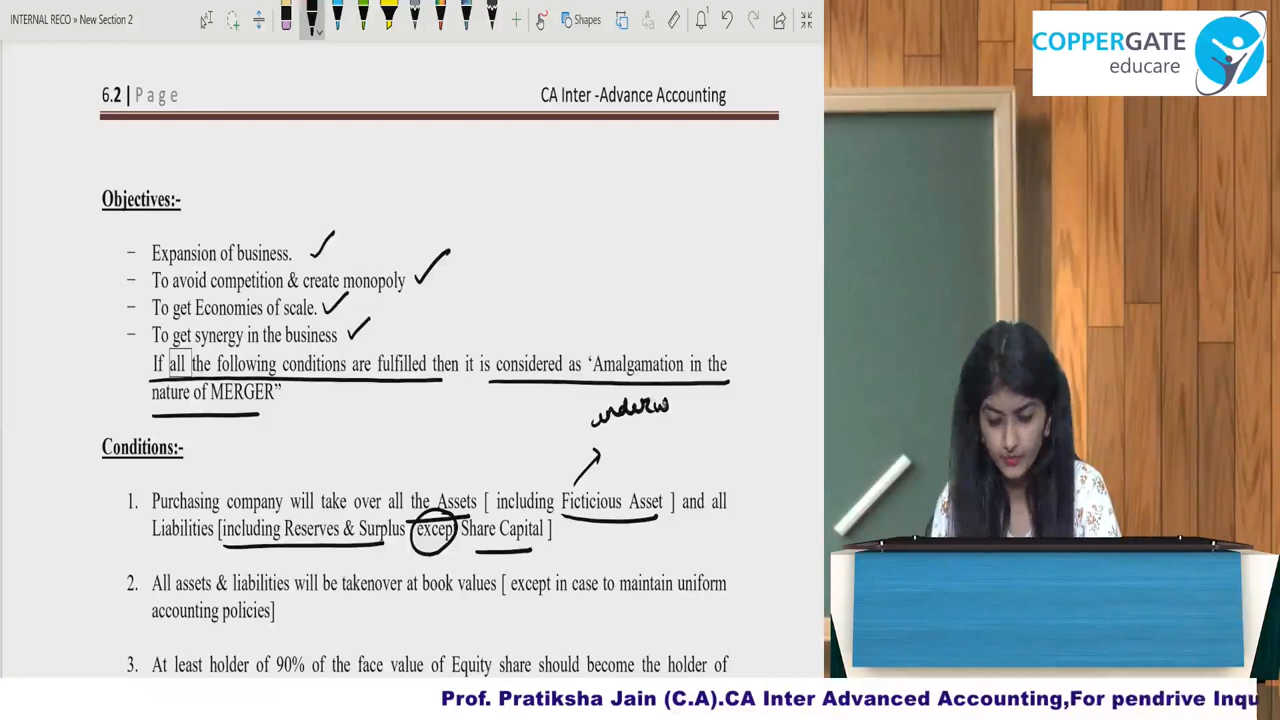 INTERNAL RECO » New Section 2
Shapes
COPPERGATE
educare
6.2 | Page
CA Inter -Advance Accounting
Objectives:-
− Expansion of business.
− To avoid competition & create monopoly
− To get Economies of scale.
− To get synergy in the business
If all the following conditions are fulfilled then it is considered as ‘Amalgamation in the
nature of MERGER”
underw
Conditions:-
1. Purchasing company will take over all the Assets [ including Ficticious Asset ] and all
Liabilities [including Reserves & Surplus except Share Capital ]
2. All assets & liabilities will be takenover at book values [ except in case to maintain uniform
accounting policies]
3. At least holder of 90% of the face value of Equity share should become the holder of
Prof. Pratiksha Jain (C.A).CA Inter Advanced Accounting,For pendrive Inqu